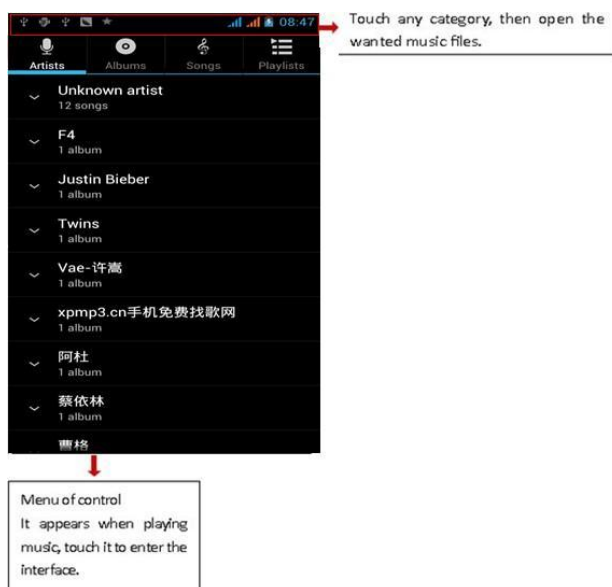 08:47
Touch any category, then open the
wanted music files.
Artists Albums Songs Playlists
Unknown artist
12 songs
F4
1 album
Justin Bieber
1 album
Twins
1 album
Vae-许嵩
1 album
xpmp3.cn手机免费找歌网
1 album
阿杜
1 album
蔡依林
1 album
曹格
Menu of control
It appears when playing
music, touch it to enter the
interface.